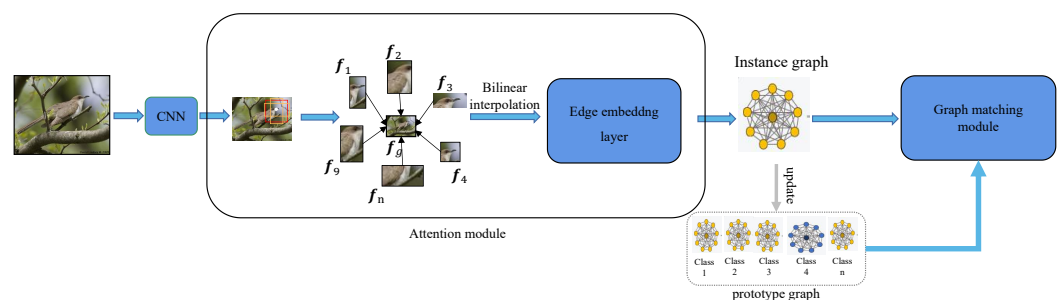 CNN
f1
f2
f3
f4
fn
f9
fg
Bilinear
interpolation
Edge embeddng
layer
Attention module
Instance graph
update
Graph matching
module
Class
1
Class
2
Class
3
Class
4
Class
n
prototype graph